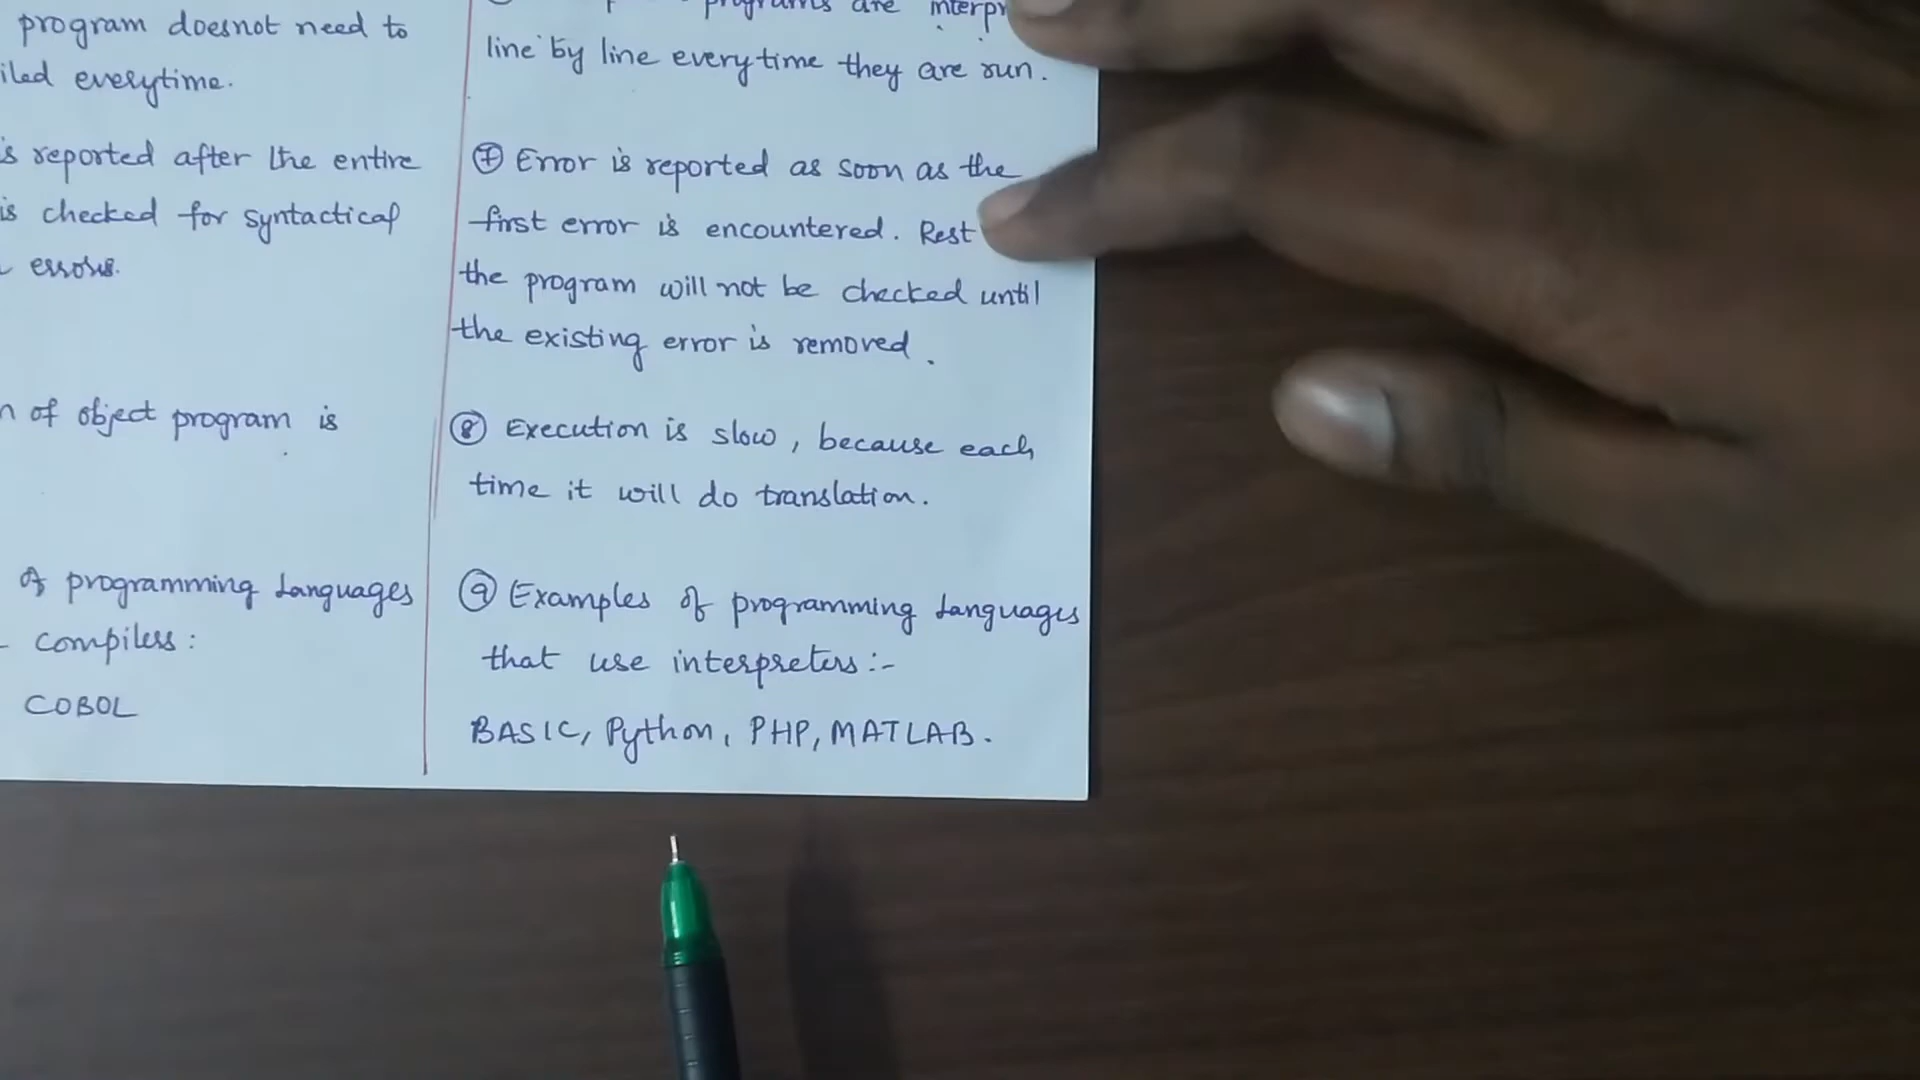 program doesnot need to
iled everytime.
s reported after the entire
is checked for syntactical
errors.
n of object program is
of programming Languages
compilers:
COBOL
programs are interpr
line by line everytime they are run.
⑦ Error is reported as soon as the
first error is encountered. Rest
the program will not be checked until
the existing error is removed.
⑧ Execution is slow, because each
time it will do translation.
⑨ Examples of programming Languages
that use interpreters:-
BASIC, Python, PHP, MATLAB.